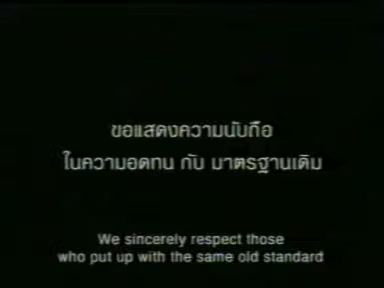 ขอแสดงความนับถือ
ในความอดทน กับ มาตรฐานเดิม
We sincerely respect those
who put up with the same old standard